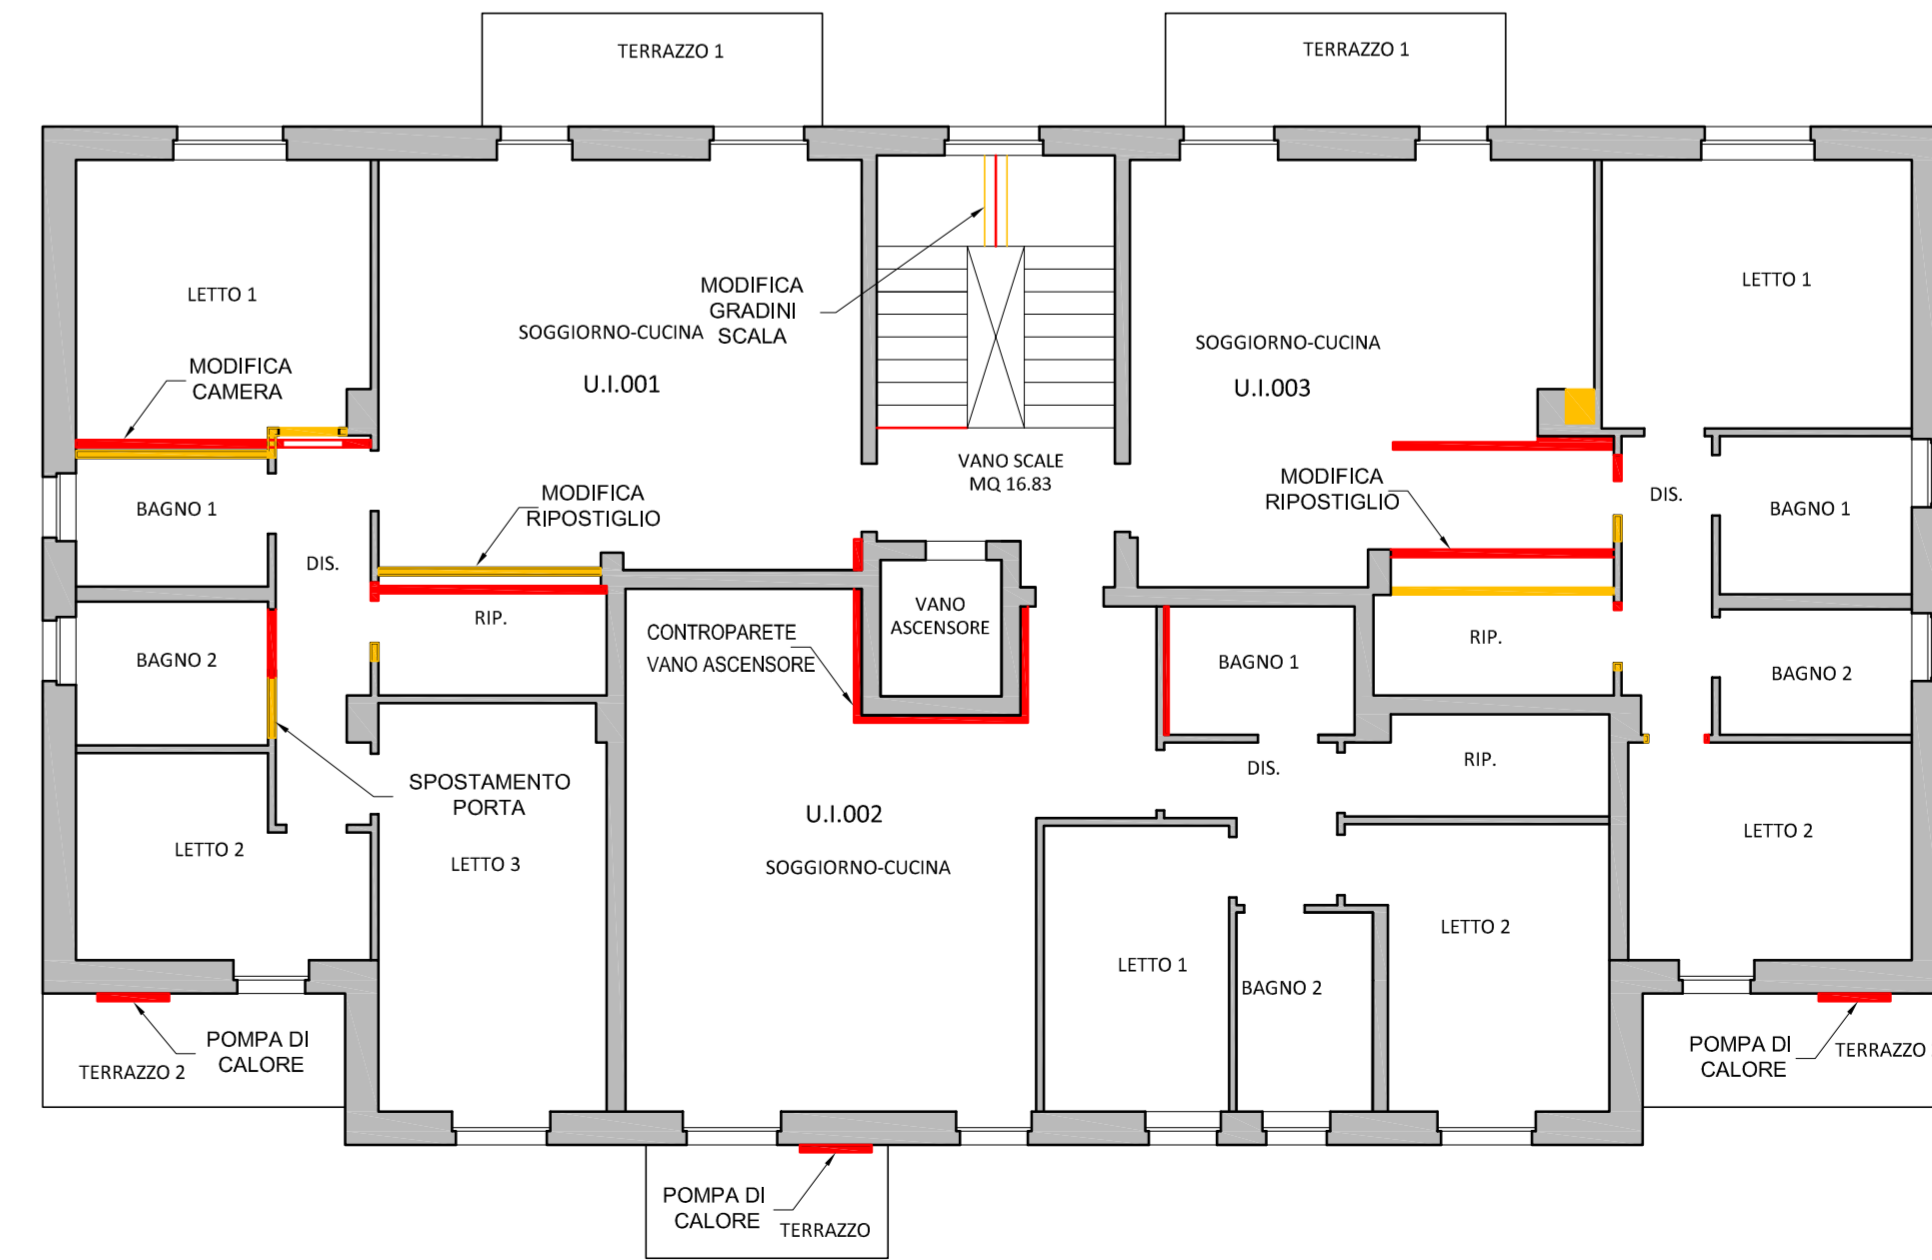 TERRAZZO 1
TERRAZZO 1
LETTO 1
MODIFICA
GRADINI
SCALA
LETTO 1
SOGGIORNO-CUCINA
U.I.001
SOGGIORNO-CUCINA
U.I.003
MODIFICA
CAMERA
VANO SCALE
MQ 16.83
MODIFICA
RIPOSTIGLIO
MODIFICA
RIPOSTIGLIO
DIS.
BAGNO 1
BAGNO 1
DIS.
RIP.
VANO
ASCENSORE
CONTROPARETE
VANO ASCENSORE
BAGNO 2
BAGNO 1
RIP.
BAGNO 2
SPOSTAMENTO
PORTA
DIS.
RIP.
U.I.002
SOGGIORNO-CUCINA
LETTO 2
LETTO 3
LETTO 2
LETTO 1
BAGNO 2
LETTO 2
POMPA DI
CALORE
TERRAZZO 2
POMPA DI
CALORE
TERRAZZO
POMPA DI
CALORE
TERRAZZO